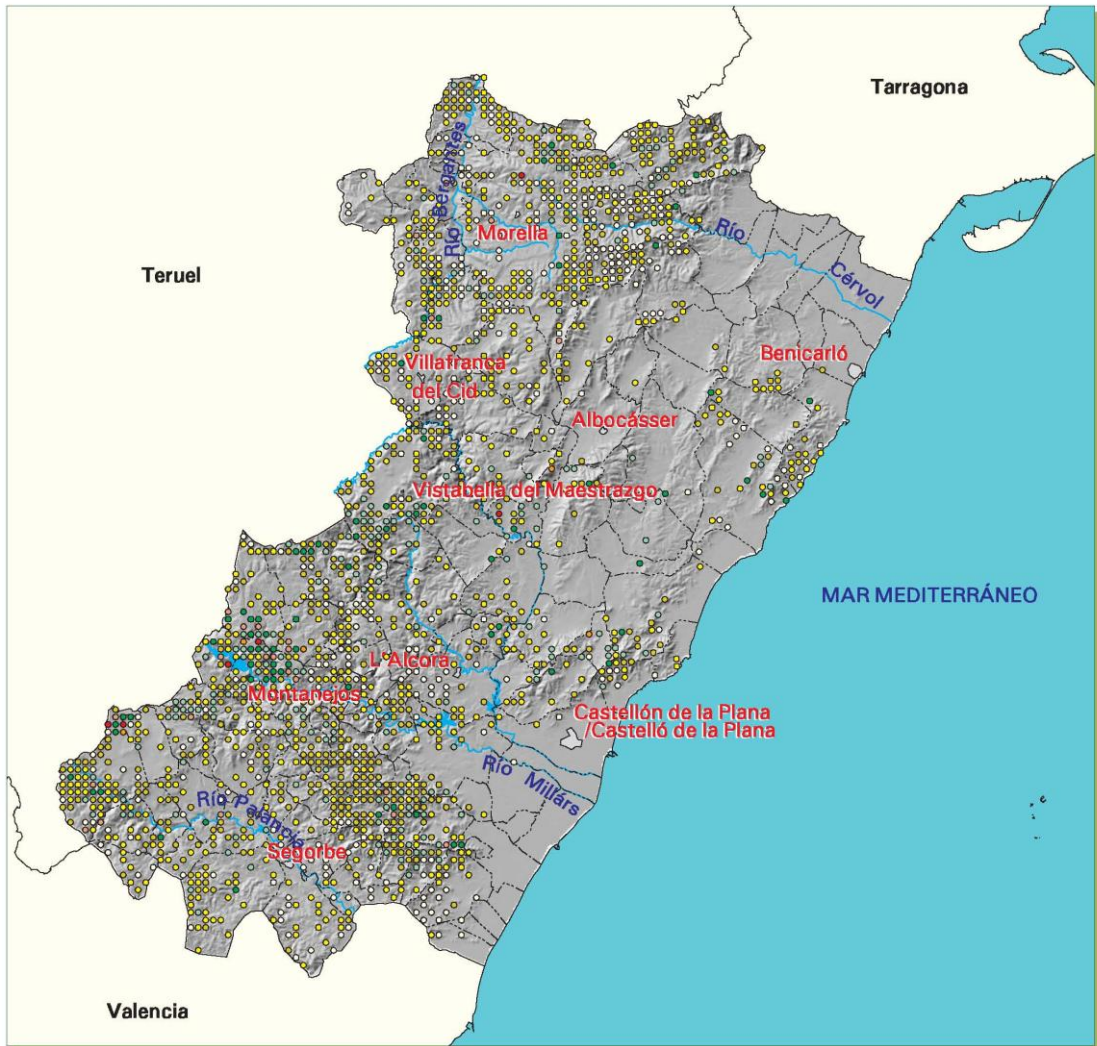 Tarragona
Río Bergantes
Morella
Río Cérvol
Teruel
Benicarló
Villafranca
del Cid
Albocásser
Vistabella del Maestrazgo
MAR MEDITERRÁNEO
L'Alcora
Montanejos
Castellón de la Plana
/Castelló de la Plana
Río Millárs
Río Palancia
Segorbe
Valencia